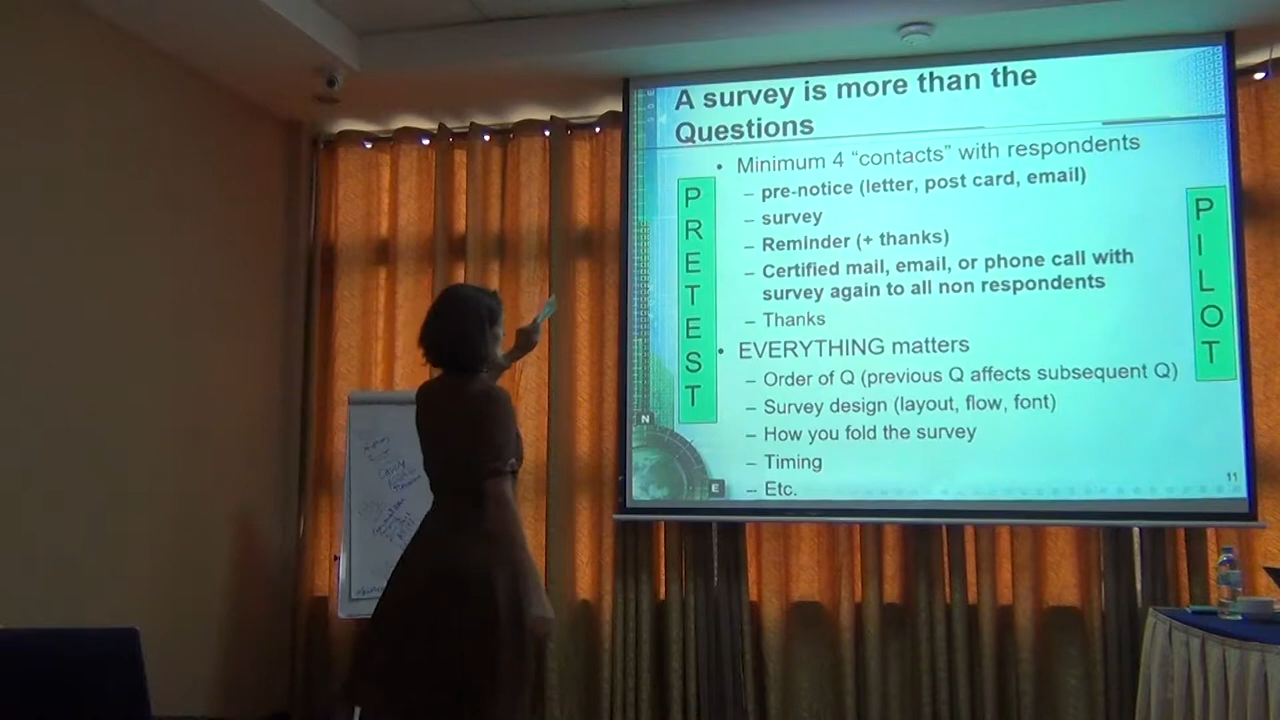 A survey is more than the
Questions
• Minimum 4 “contacts” with respondents
– pre-notice (letter, post card, email)
– survey
– Reminder (+ thanks)
– Certified mail, email, or phone call with
survey again to all non respondents
– Thanks
• EVERYTHING matters
– Order of Q (previous Q affects subsequent Q)
– Survey design (layout, flow, font)
– How you fold the survey
– Timing
– Etc.
PRETEST
PILOT
N
E
11